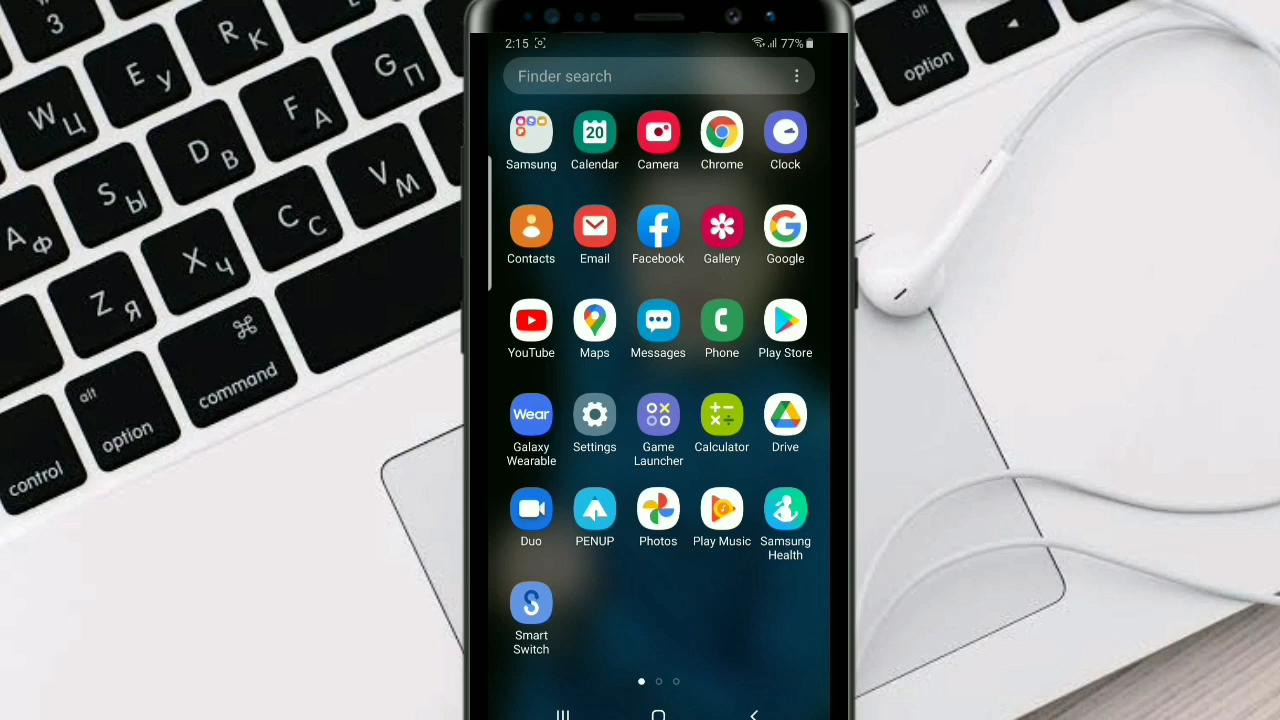 3
R К
alt
option
2:15
77%
Finder search
E У
G П
W Ц
F А
D В
V М
S Ы
C С
A Ф
X Ч
Z Я
⌘
command
alt
option
control
20
Samsung Calendar Camera Chrome Clock
Contacts Email Facebook Gallery Google
YouTube Maps Messages Phone Play Store
Wear
Galaxy Wearable Settings Game Launcher Calculator Drive
Duo PENUP Photos Play Music Samsung Health
Smart
Switch